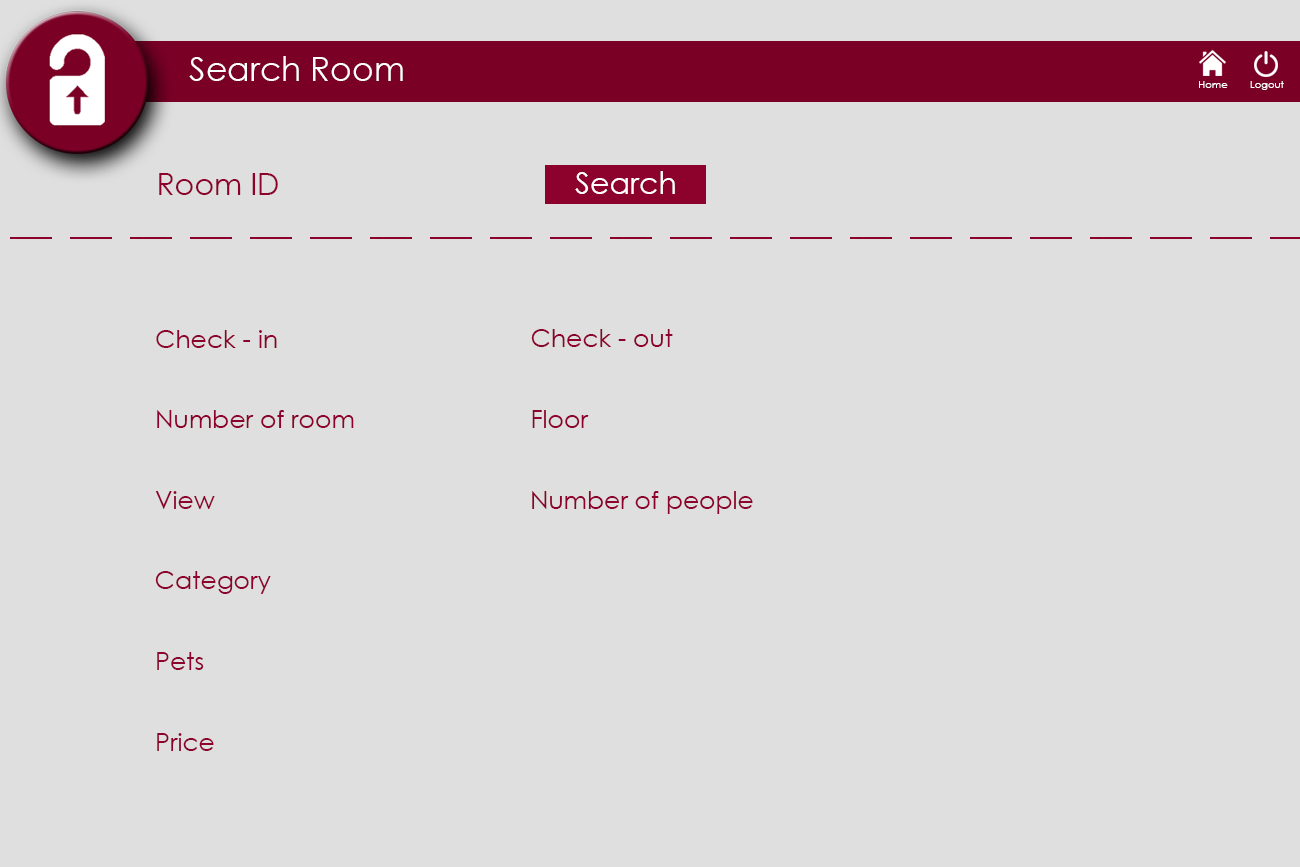 Search Room
Home
Logout
Room ID
Search
Check - in
Check - out
Number of room
Floor
View
Number of people
Category
Pets
Price